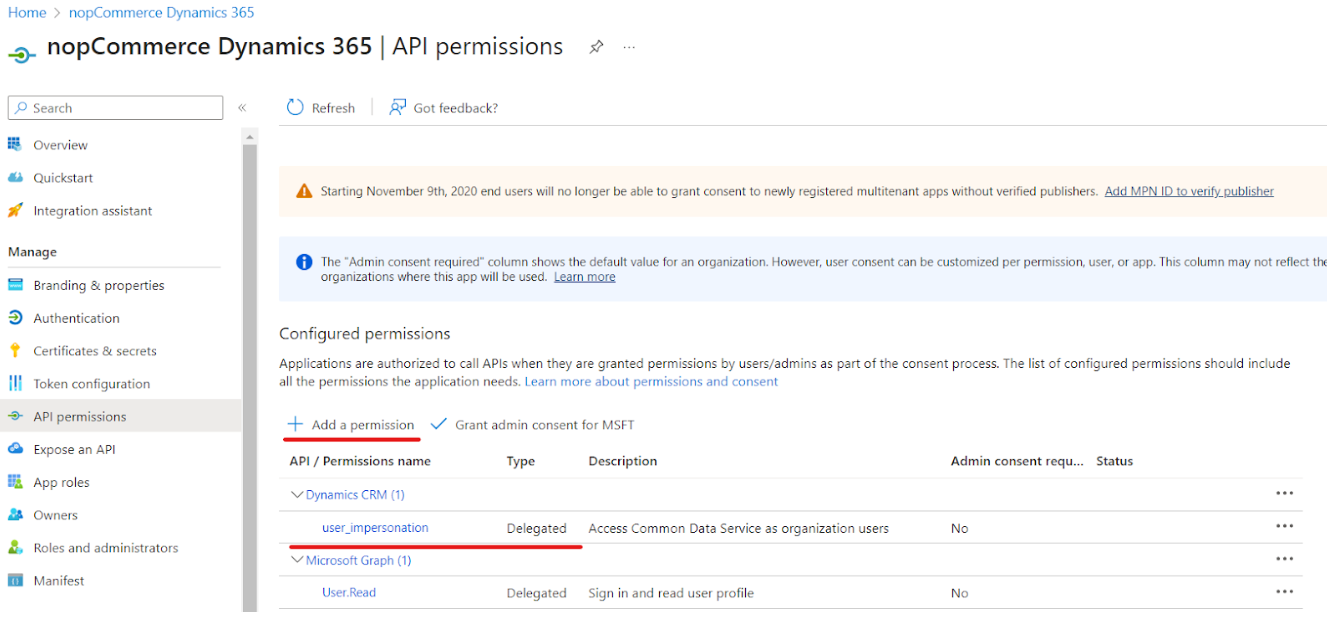 Home > nopCommerce Dynamics 365
nopCommerce Dynamics 365 | API permissions
Search
Refresh
Got feedback?
Overview
Quickstart
Integration assistant
Manage
Branding & properties
Authentication
Certificates & secrets
Token configuration
API permissions
Expose an API
App roles
Owners
Roles and administrators
Manifest
Starting November 9th, 2020 end users will no longer be able to grant consent to newly registered multitenant apps without verified publishers. Add MPN ID to verify publisher
The "Admin consent required" column shows the default value for an organization. However, user consent can be customized per permission, user, or app. This column may not reflect the
organizations where this app will be used. Learn more
Configured permissions
Applications are authorized to call APIs when they are granted permissions by users/admins as part of the consent process. The list of configured permissions should include
all the permissions the application needs. Learn more about permissions and consent
Add a permission Grant admin consent for MSFT
API / Permissions name Type Description Admin consent requ... Status
Dynamics CRM (1)
user_impersonation Delegated Access Common Data Service as organization users No
Microsoft Graph (1)
User.Read Delegated Sign in and read user profile No